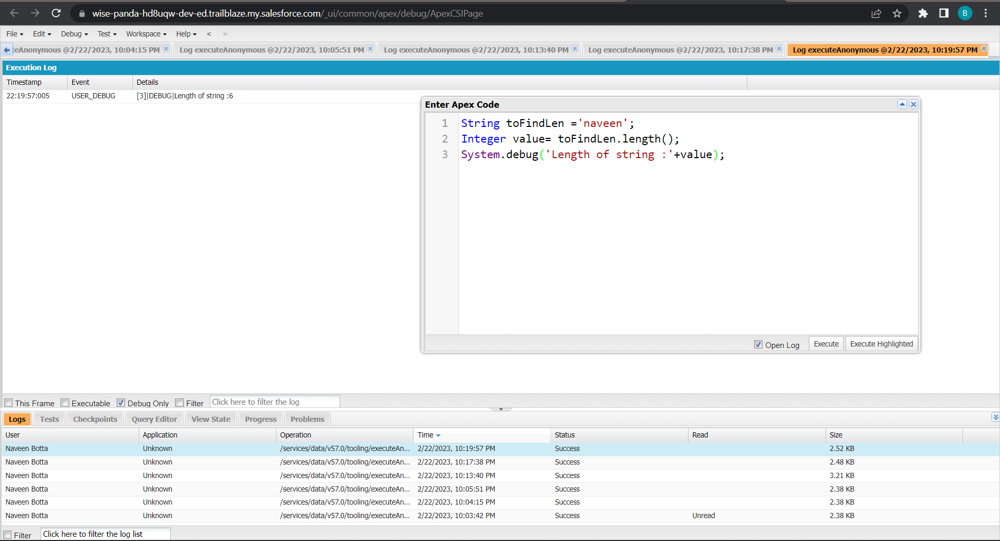 wise-panda-hd8uqw-dev-ed.trailblaze.my.salesforce.com/_ui/common/apex/debug/ApexCSIPage
B
File Edit Debug Test Workspace Help < >
:eAnonymous @2/22/2023, 10:04:15 PM Log executeAnonymous @2/22/2023, 10:05:51 PM Log executeAnonymous @2/22/2023, 10:13:40 PM Log executeAnonymous @2/22/2023, 10:17:38 PM Log executeAnonymous @2/22/2023, 10:19:57 PM
Execution Log
Timestamp Event Details
22:19:57:005 USER_DEBUG [3]|DEBUG|Length of string :6
Enter Apex Code
1 String toFindLen ='naveen';
2 Integer value= toFindLen.length();
3 System.debug('Length of string :'+value);
Open Log Execute Execute Highlighted
This Frame Executable Debug Only Filter Click here to filter the log
Logs Tests Checkpoints Query Editor View State Progress Problems
User Application Operation Time Status Read Size
Naveen Botta Unknown /services/data/v57.0/tooling/executeAn... 2/22/2023, 10:19:57 PM Success 2.52 KB
Naveen Botta Unknown /services/data/v57.0/tooling/executeAn... 2/22/2023, 10:17:38 PM Success 2.48 KB
Naveen Botta Unknown /services/data/v57.0/tooling/executeAn... 2/22/2023, 10:13:40 PM Success 3.21 KB
Naveen Botta Unknown /services/data/v57.0/tooling/executeAn... 2/22/2023, 10:05:51 PM Success 2.38 KB
Naveen Botta Unknown /services/data/v57.0/tooling/executeAn... 2/22/2023, 10:04:15 PM Success 2.38 KB
Naveen Botta Unknown /services/data/v57.0/tooling/executeAn... 2/22/2023, 10:03:42 PM Success Unread 2.38 KB
Filter Click here to filter the log list